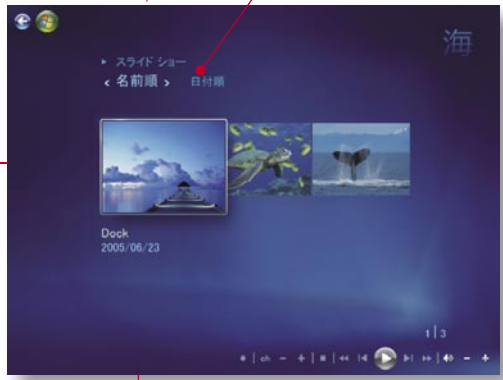 海
▸ スライド ショー
‹ 名前順 › 日付順
Dock
2005/06/23
1 | 3
ch − +
− +